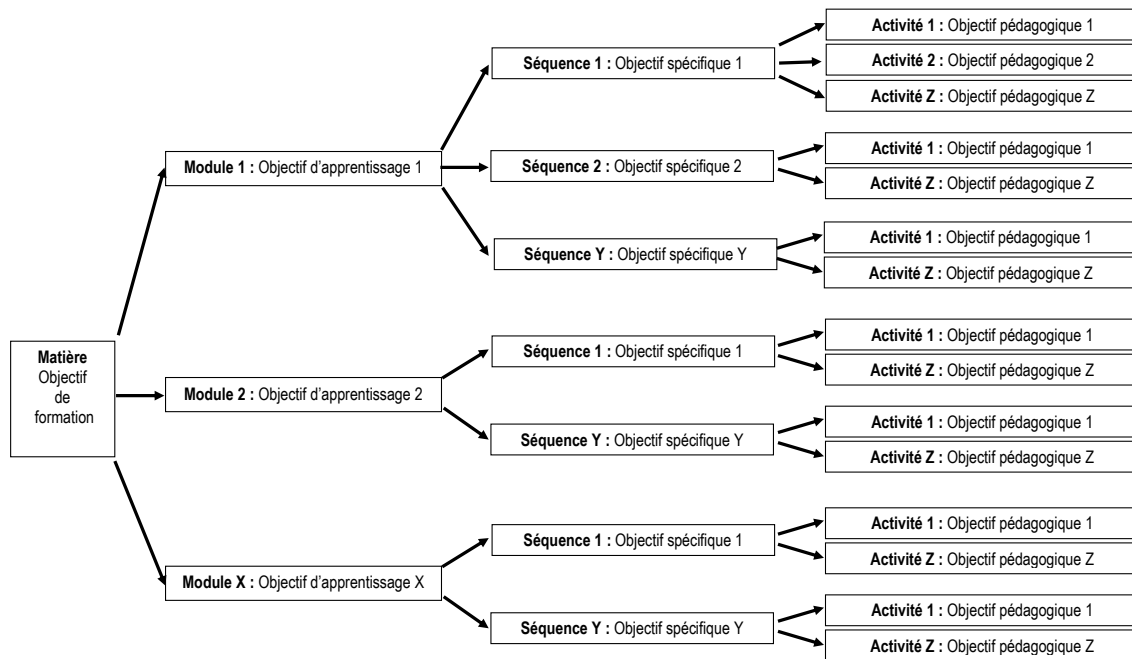 Matière
Objectif
de
formation
Module 1 : Objectif d’apprentissage 1
Séquence 1 : Objectif spécifique 1
Activité 1 : Objectif pédagogique 1
Activité 2 : Objectif pédagogique 2
Activité Z : Objectif pédagogique Z
Séquence 2 : Objectif spécifique 2
Activité 1 : Objectif pédagogique 1
Activité Z : Objectif pédagogique Z
Séquence Y : Objectif spécifique Y
Activité 1 : Objectif pédagogique 1
Activité Z : Objectif pédagogique Z
Module 2 : Objectif d’apprentissage 2
Séquence 1 : Objectif spécifique 1
Activité 1 : Objectif pédagogique 1
Activité Z : Objectif pédagogique Z
Séquence Y : Objectif spécifique Y
Activité 1 : Objectif pédagogique 1
Activité Z : Objectif pédagogique Z
Module X : Objectif d’apprentissage X
Séquence 1 : Objectif spécifique 1
Activité 1 : Objectif pédagogique 1
Activité Z : Objectif pédagogique Z
Séquence Y : Objectif spécifique Y
Activité 1 : Objectif pédagogique 1
Activité Z : Objectif pédagogique Z